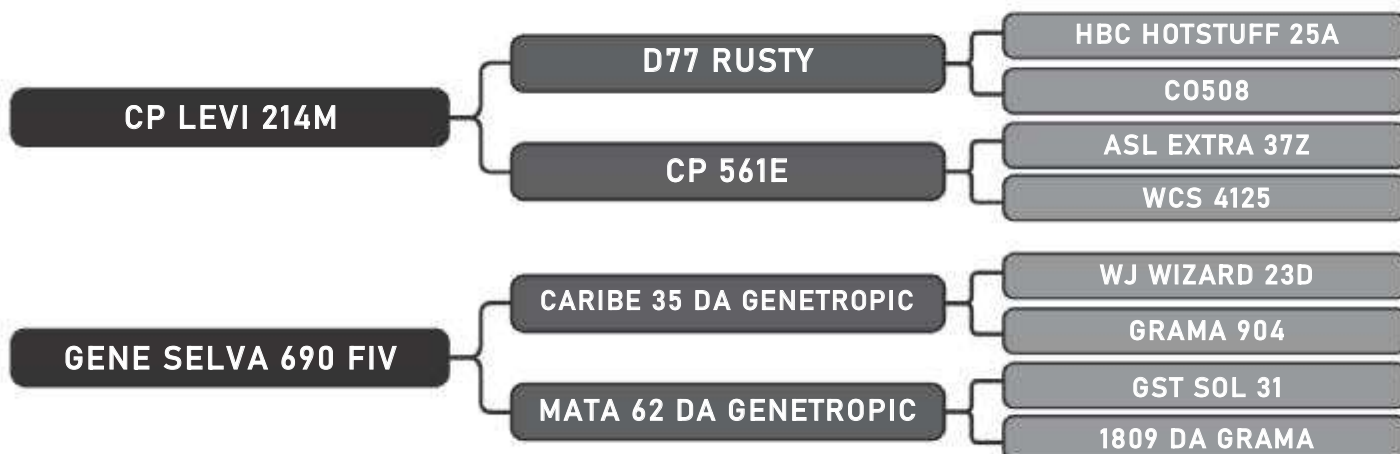 CP LEVI 214M
D77 RUSTY
HBC HOTSTUFF 25A
CO508
CP 561E
ASL EXTRA 37Z
WCS 4125
GENE SELVA 690 FIV
CARIBE 35 DA GENETROPIC
WJ WIZARD 23D
GRAMA 904
MATA 62 DA GENETROPIC
GST SOL 31
1809 DA GRAMA